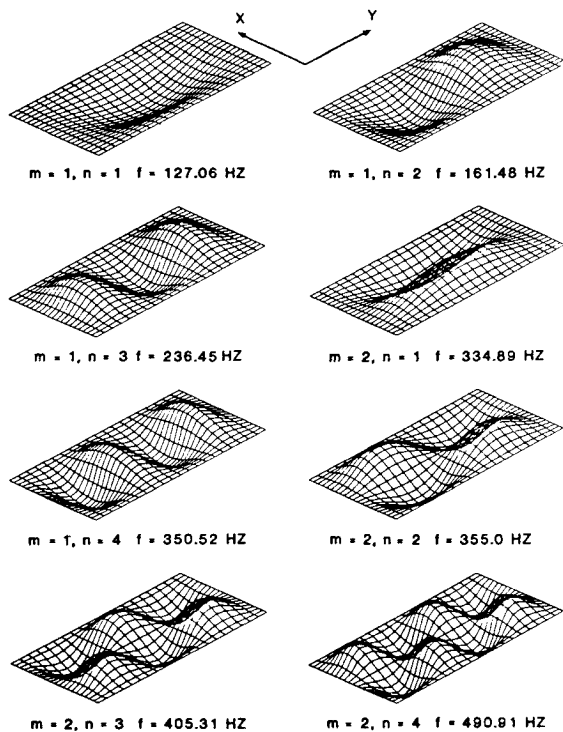 X Y
m = 1, n = 1 f = 127.06 HZ
m = 1, n = 2 f = 161.48 HZ
m = 1, n = 3 f = 236.45 HZ
m = 2, n = 1 f = 334.89 HZ
m = 1, n = 4 f = 350.52 HZ
m = 2, n = 2 f = 355.0 HZ
m = 2, n = 3 f = 405.31 HZ
m = 2, n = 4 f = 490.91 HZ